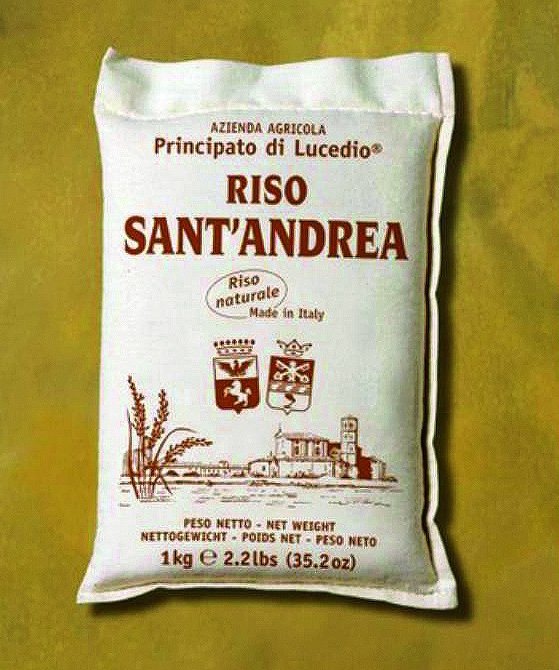 AZIENDA AGRICOLA
Principato di Lucedio®
RISO
SANT'ANDREA
Riso
naturale
Made in Italy
PESO NETTO - NET WEIGHT
NETTOGEWICHT - POIDS NET - PESO NETO
1kg ℮ 2.2lbs (35.2oz)